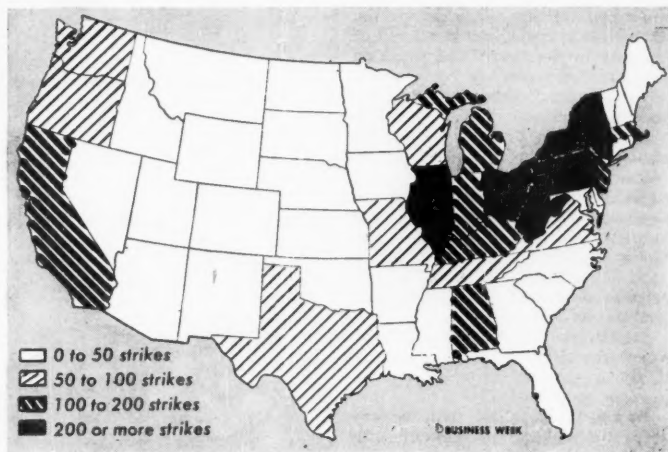 0 to 50 strikes
50 to 100 strikes
100 to 200 strikes
200 or more strikes
© BUSINESS WEEK